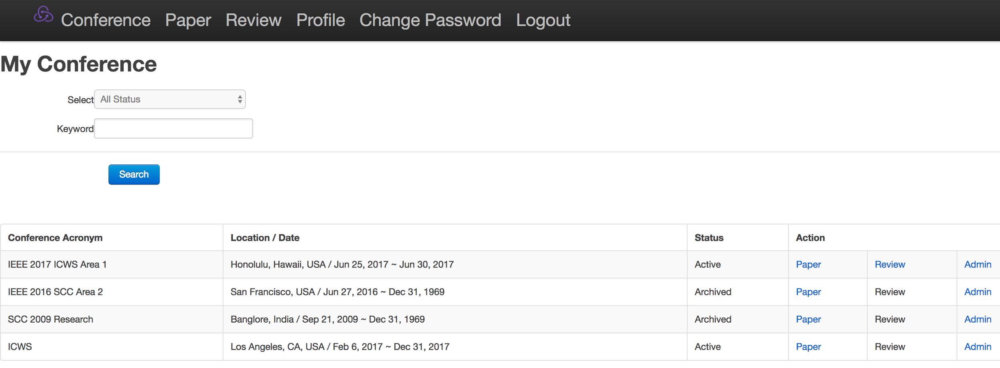 Conference Paper Review Profile Change Password Logout
My Conference
Select All Status
Keyword
Search
Conference Acronym Location / Date Status Action
IEEE 2017 ICWS Area 1 Honolulu, Hawaii, USA / Jun 25, 2017 ~ Jun 30, 2017 Active Paper Review Admin
IEEE 2016 SCC Area 2 San Francisco, USA / Jun 27, 2016 ~ Dec 31, 1969 Archived Paper Review Admin
SCC 2009 Research Banglore, India / Sep 21, 2009 ~ Dec 31, 1969 Archived Paper Review Admin
ICWS Los Angeles, CA, USA / Feb 6, 2017 ~ Dec 31, 2017 Active Paper Review Admin